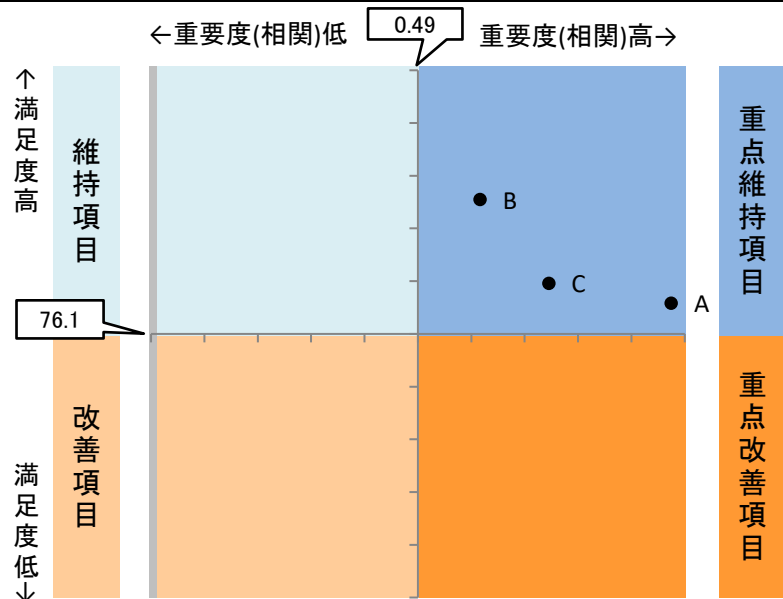 ←重要度(相関)低
0.49
重要度(相関)高→
↑満足度高
維持項目
重点維持項目
B
C
A
76.1
改善項目
重点改善項目
満足度低↓